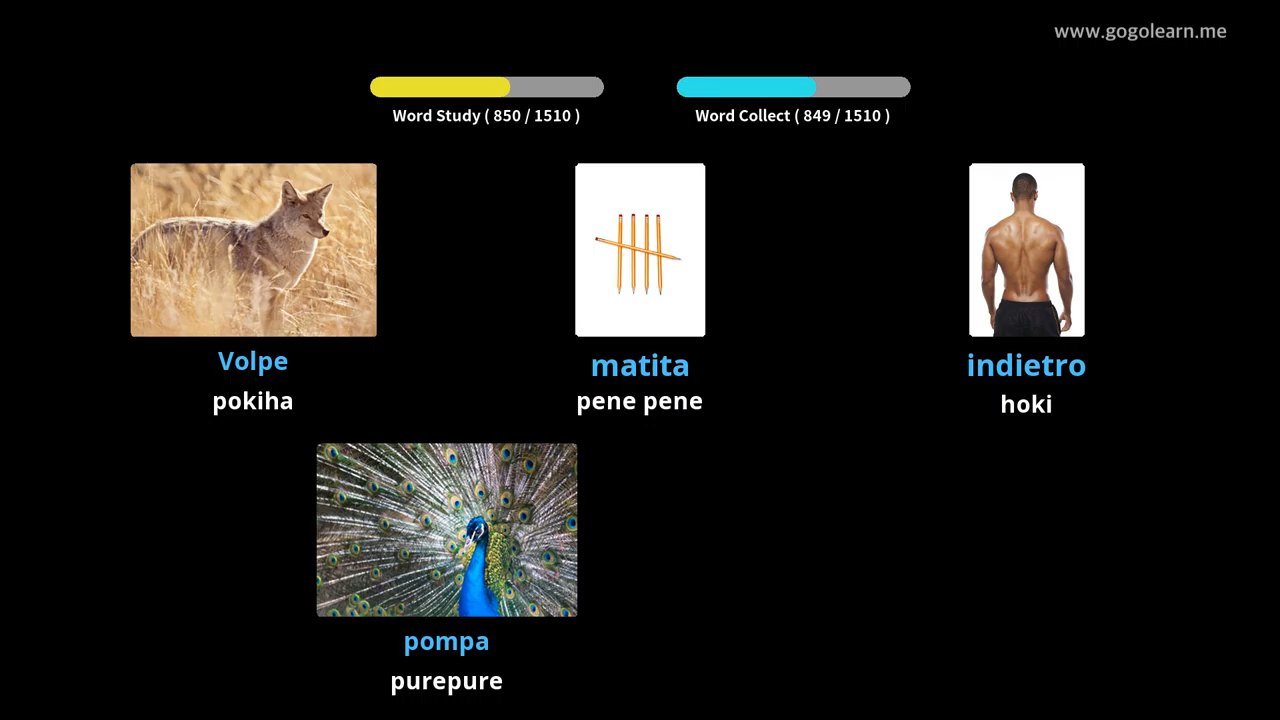 www.gogolearn.me
Word Study ( 850 / 1510 )
Word Collect ( 849 / 1510 )
Volpe
pokiha
matita
pene pene
indietro
hoki
pompa
purepure